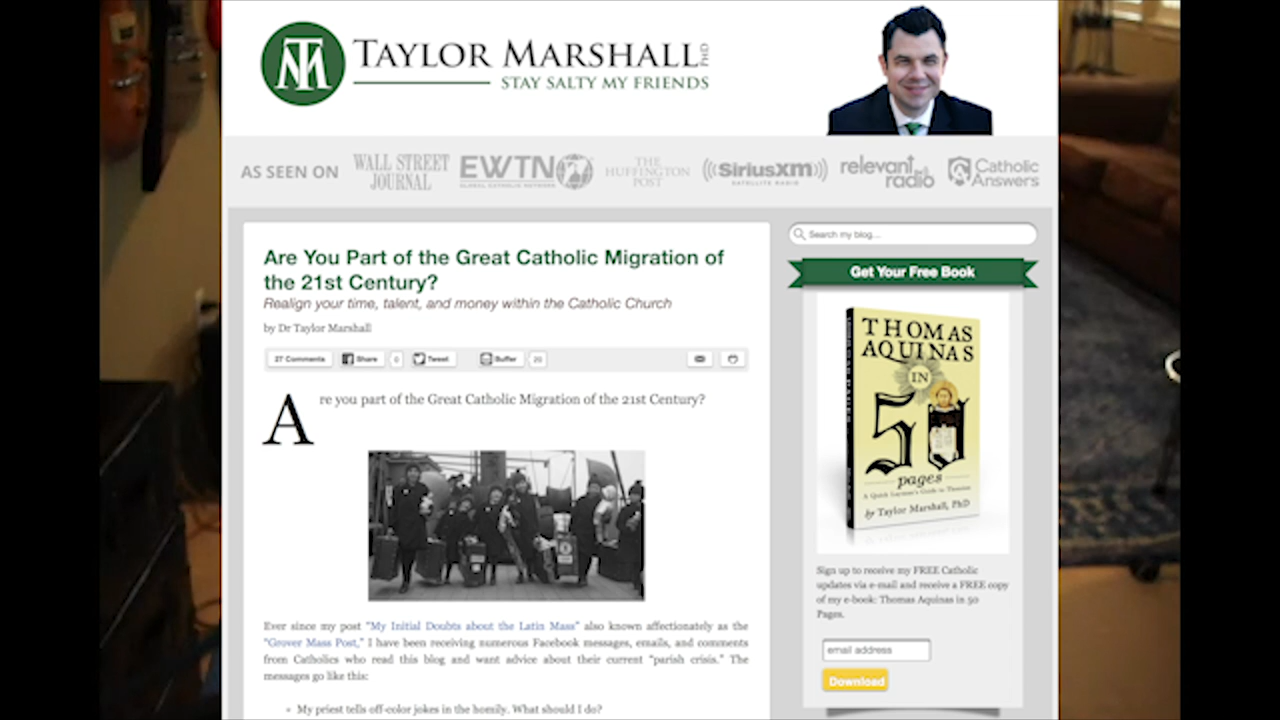 TM TAYLOR MARSHALL PHD
STAY SALTY MY FRIENDS
AS SEEN ON
WALL STREET
JOURNAL
EWTN
GLOBAL CATHOLIC NETWORK
THE
HUFFINGTON
POST
SiriusXM
SATELLITE RADIO
relevant
radio
Catholic
Answers
Are You Part of the Great Catholic Migration of
the 21st Century?
Realign your time, talent, and money within the Catholic Church
by Dr Taylor Marshall
27 Comments Share 0 Tweet Buffer 20
Are you part of the Great Catholic Migration of the 21st Century?
Ever since my post "My Initial Doubts about the Latin Mass" also known affectionately as the
"Grover Mass Post," I have been receiving numerous Facebook messages, emails, and comments
from Catholics who read this blog and want advice about their current "parish crisis." The
messages go like this:
My priest tells off-color jokes in the homily. What should I do?
Search my blog...
Get Your Free Book
THOMAS
AQUINAS
IN
50
pages
A Quick Layman's Guide to Thomism
by Taylor Marshall, PhD
Sign up to receive my FREE Catholic
updates via e-mail and receive a FREE copy
of my e-book: Thomas Aquinas in 50
Pages.
email address
Download